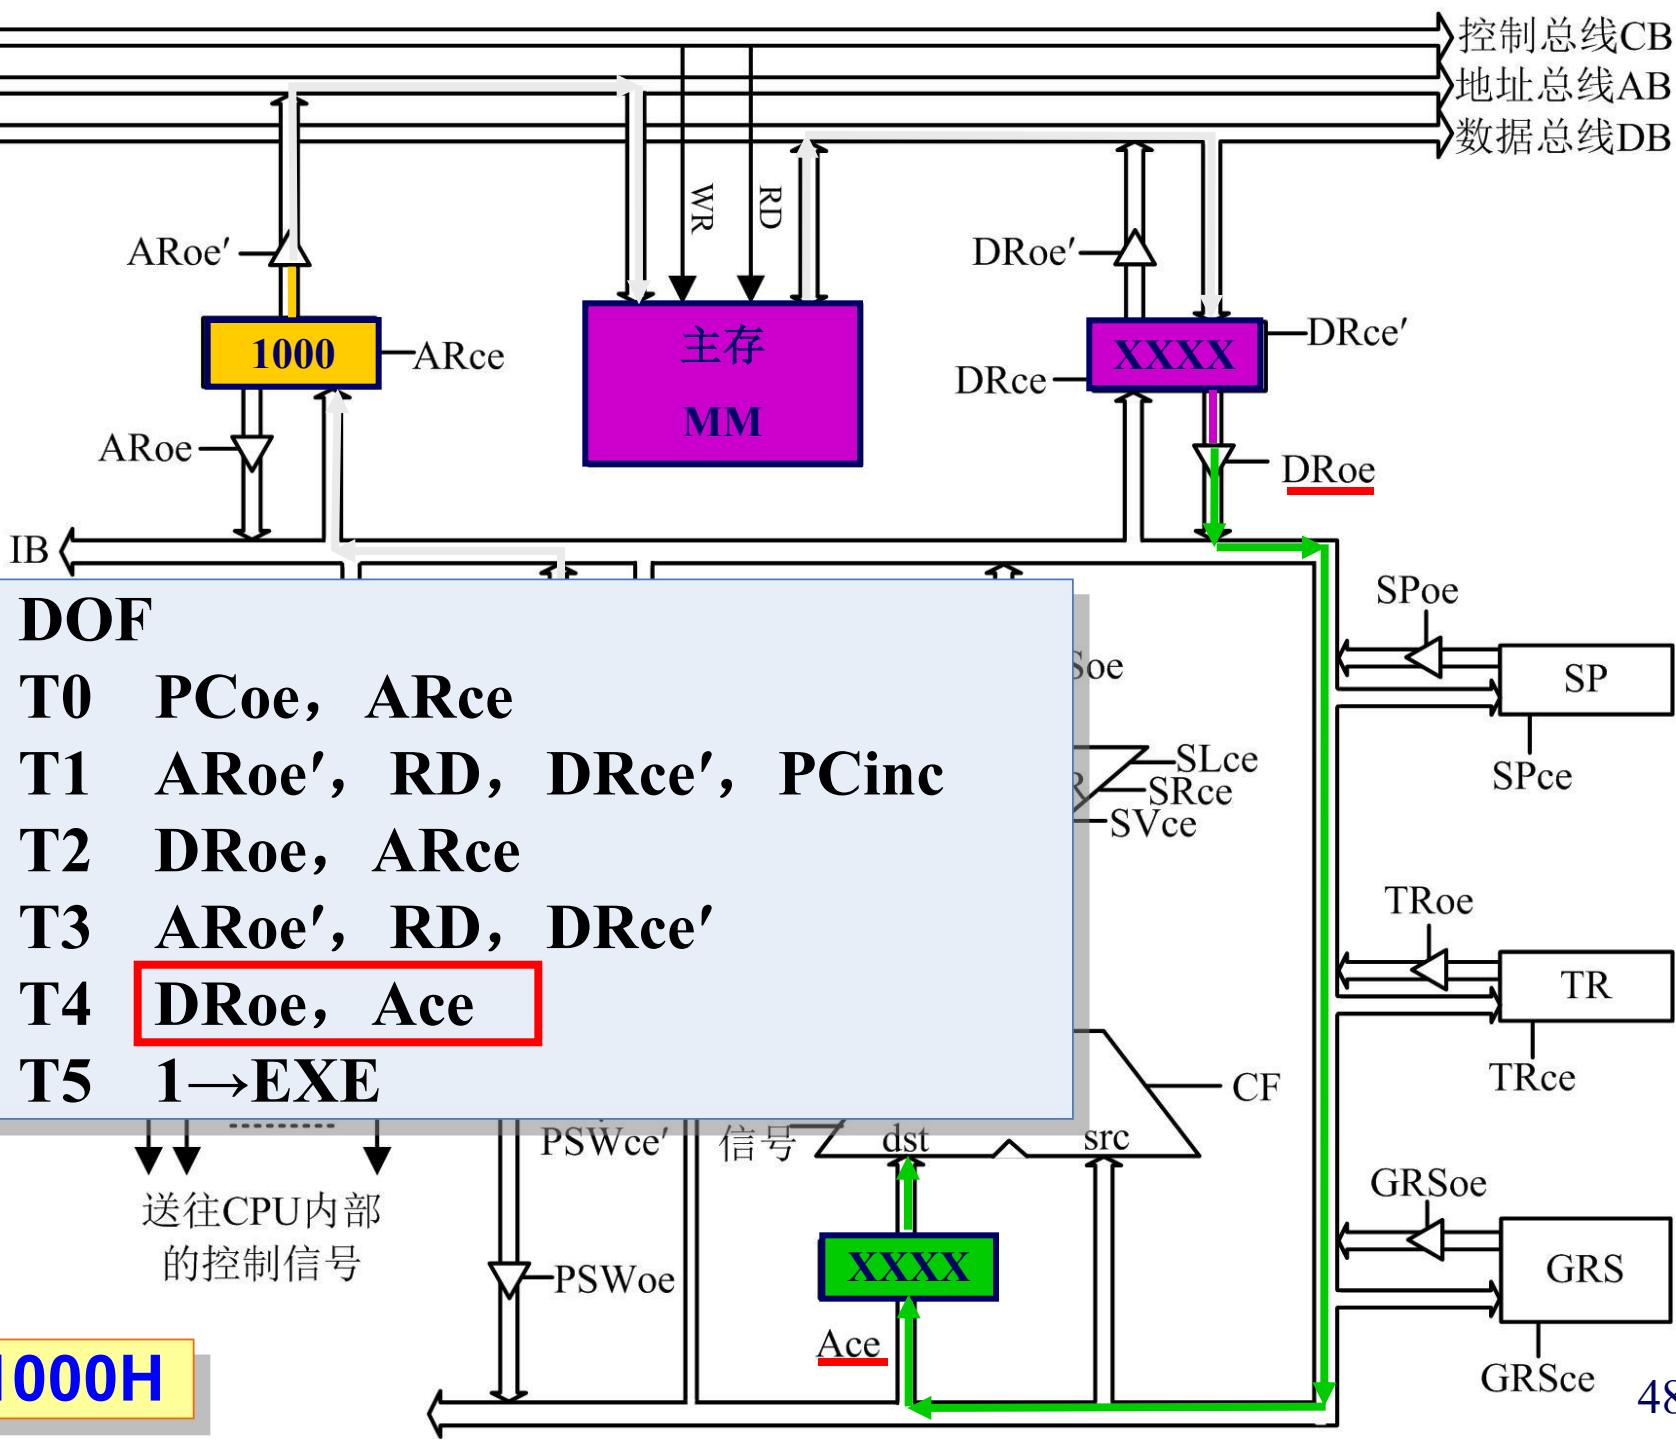 控制总线CB
地址总线AB
数据总线DB
WR
RD
ARoe′
DRoe′
1000
ARce
主存
MM
XXXX
DRce′
DRce
ARoe
DRoe
IB
DOF
T0 PCoe，ARce
T1 ARoe′，RD，DRce′，PCinc
T2 DRoe，ARce
T3 ARoe′，RD，DRce′
T4 DRoe，Ace
T5 1→EXE
SPoe
SP
SPce
Soe
SLce
SRce
SVce
TRoe
TR
TRce
CF
PSWce′
信号
dst
src
送往CPU内部
的控制信号
PSWoe
XXXX
Ace
GRSoe
GRS
GRSce
1000H
48